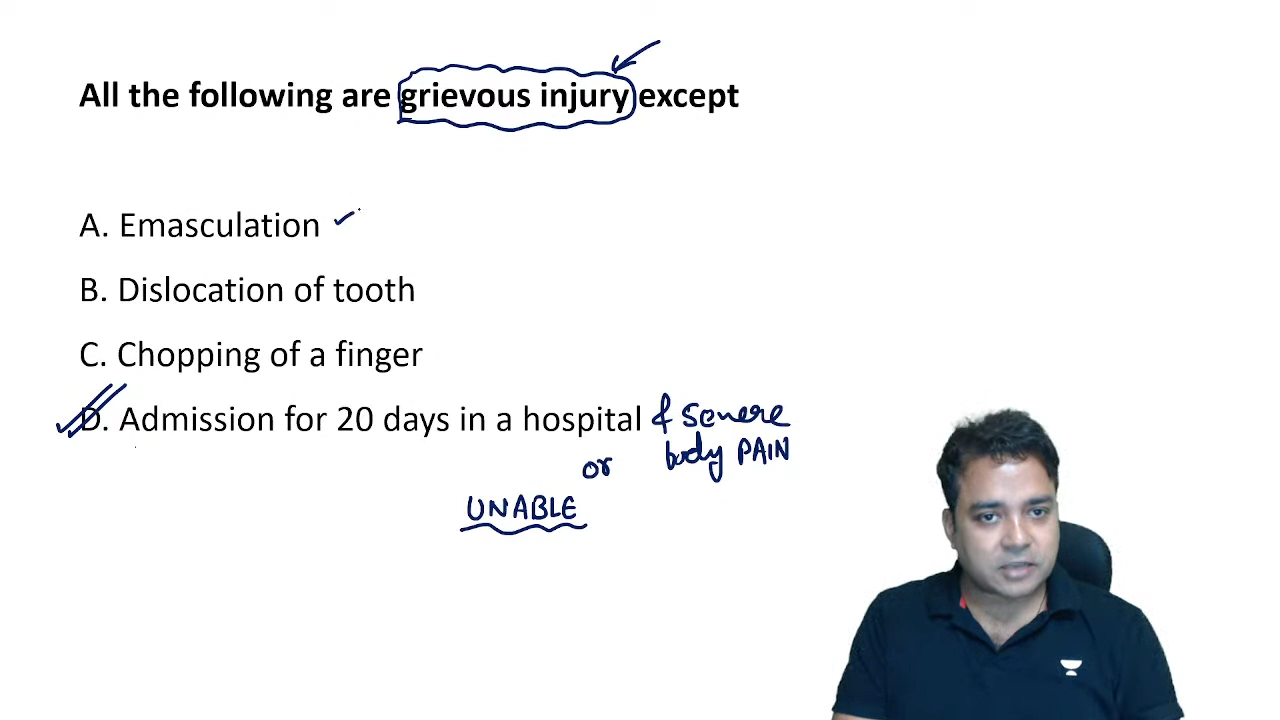 All the following are grievous injury except
A. Emasculation
B. Dislocation of tooth
C. Chopping of a finger
D. Admission for 20 days in a hospital & severe
body PAIN
or
UNABLE